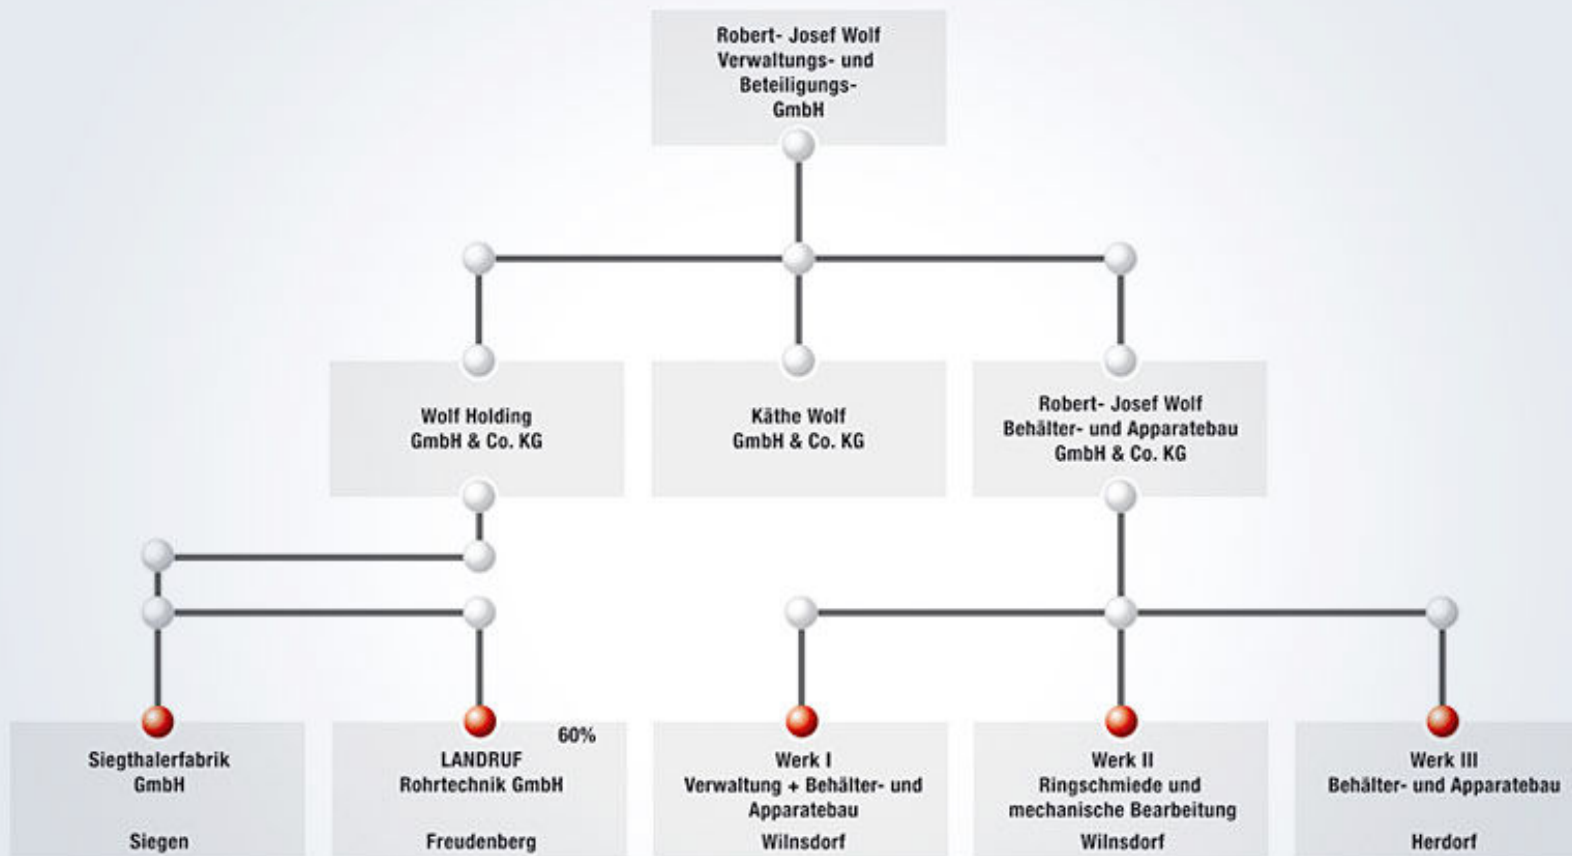 Robert- Josef Wolf
Verwaltungs- und
Beteiligungs-
GmbH
Wolf Holding
GmbH & Co. KG
Käthe Wolf
GmbH & Co. KG
Robert- Josef Wolf
Behälter- und Apparatebau
GmbH & Co. KG
Siegthalerfabrik
GmbH
Siegen
60%
LANDRUF
Rohrtechnik GmbH
Freudenberg
Werk I
Verwaltung + Behälter- und
Apparatebau
Wilnsdorf
Werk II
Ringschmiede und
mechanische Bearbeitung
Wilnsdorf
Werk III
Behälter- und Apparatebau
Herdorf